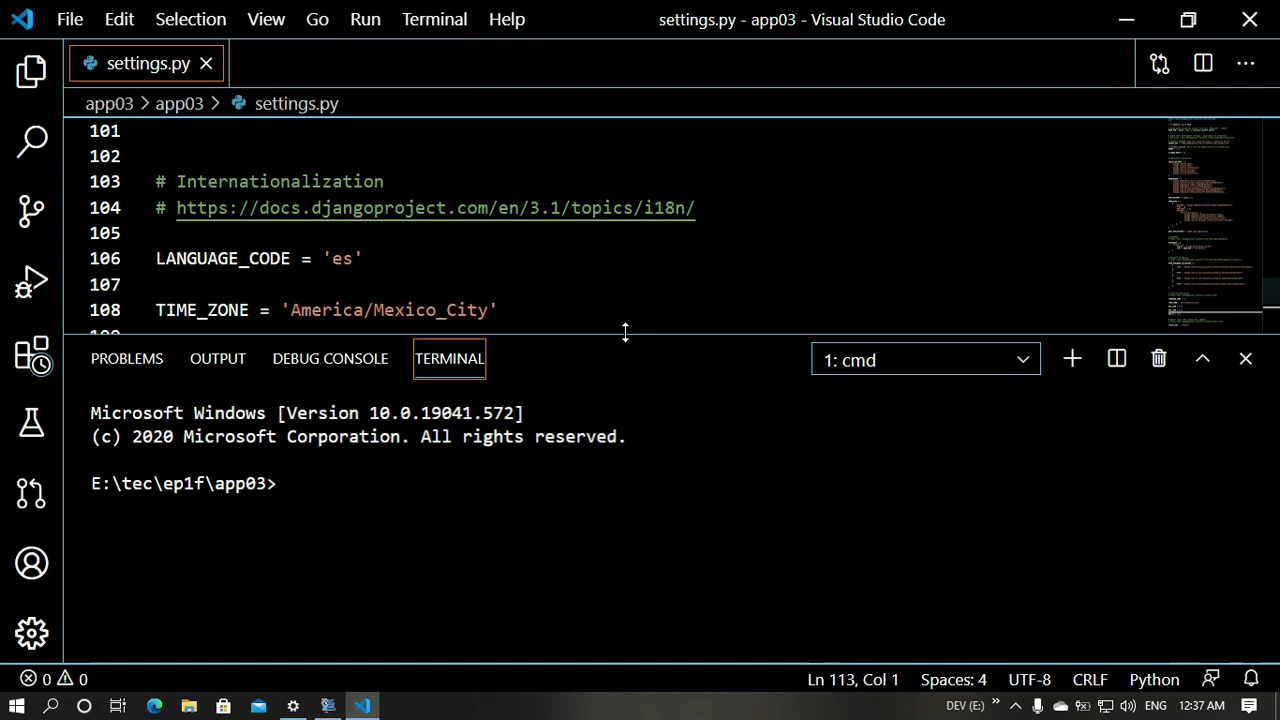 File Edit Selection View Go Run Terminal Help settings.py - app03 - Visual Studio Code
settings.py
app03 > app03 > settings.py
101
102
103 # Internationalization
104 # https://docs.djangoproject.com/en/3.1/topics/i18n/
105
106 LANGUAGE_CODE = 'es'
107
108 TIME_ZONE = 'America/Mexico_City'
PROBLEMS OUTPUT DEBUG CONSOLE TERMINAL 1: cmd
Microsoft Windows [Version 10.0.19041.572]
(c) 2020 Microsoft Corporation. All rights reserved.
E:\tec\ep1f\app03>
0 0 Ln 113, Col 1 Spaces: 4 UTF-8 CRLF Python
DEV (E:) ENG 12:37 AM